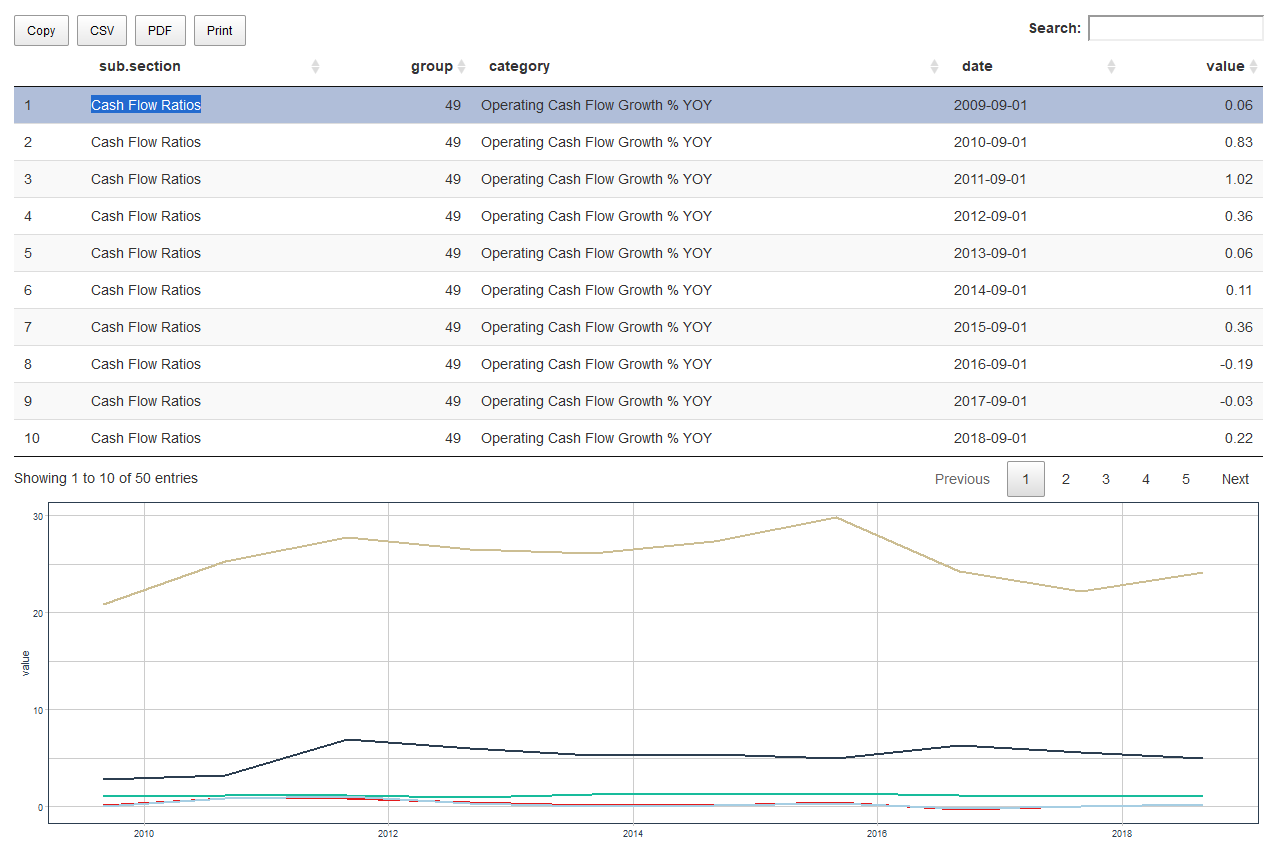 Copy CSV PDF Print Search:
sub.section group category date value
1 Cash Flow Ratios 49 Operating Cash Flow Growth % YOY 2009-09-01 0.06
2 Cash Flow Ratios 49 Operating Cash Flow Growth % YOY 2010-09-01 0.83
3 Cash Flow Ratios 49 Operating Cash Flow Growth % YOY 2011-09-01 1.02
4 Cash Flow Ratios 49 Operating Cash Flow Growth % YOY 2012-09-01 0.36
5 Cash Flow Ratios 49 Operating Cash Flow Growth % YOY 2013-09-01 0.06
6 Cash Flow Ratios 49 Operating Cash Flow Growth % YOY 2014-09-01 0.11
7 Cash Flow Ratios 49 Operating Cash Flow Growth % YOY 2015-09-01 0.36
8 Cash Flow Ratios 49 Operating Cash Flow Growth % YOY 2016-09-01 -0.19
9 Cash Flow Ratios 49 Operating Cash Flow Growth % YOY 2017-09-01 -0.03
10 Cash Flow Ratios 49 Operating Cash Flow Growth % YOY 2018-09-01 0.22
Showing 1 to 10 of 50 entries Previous 1 2 3 4 5 Next
30
20
value
10
0
2010 2012 2014 2016 2018